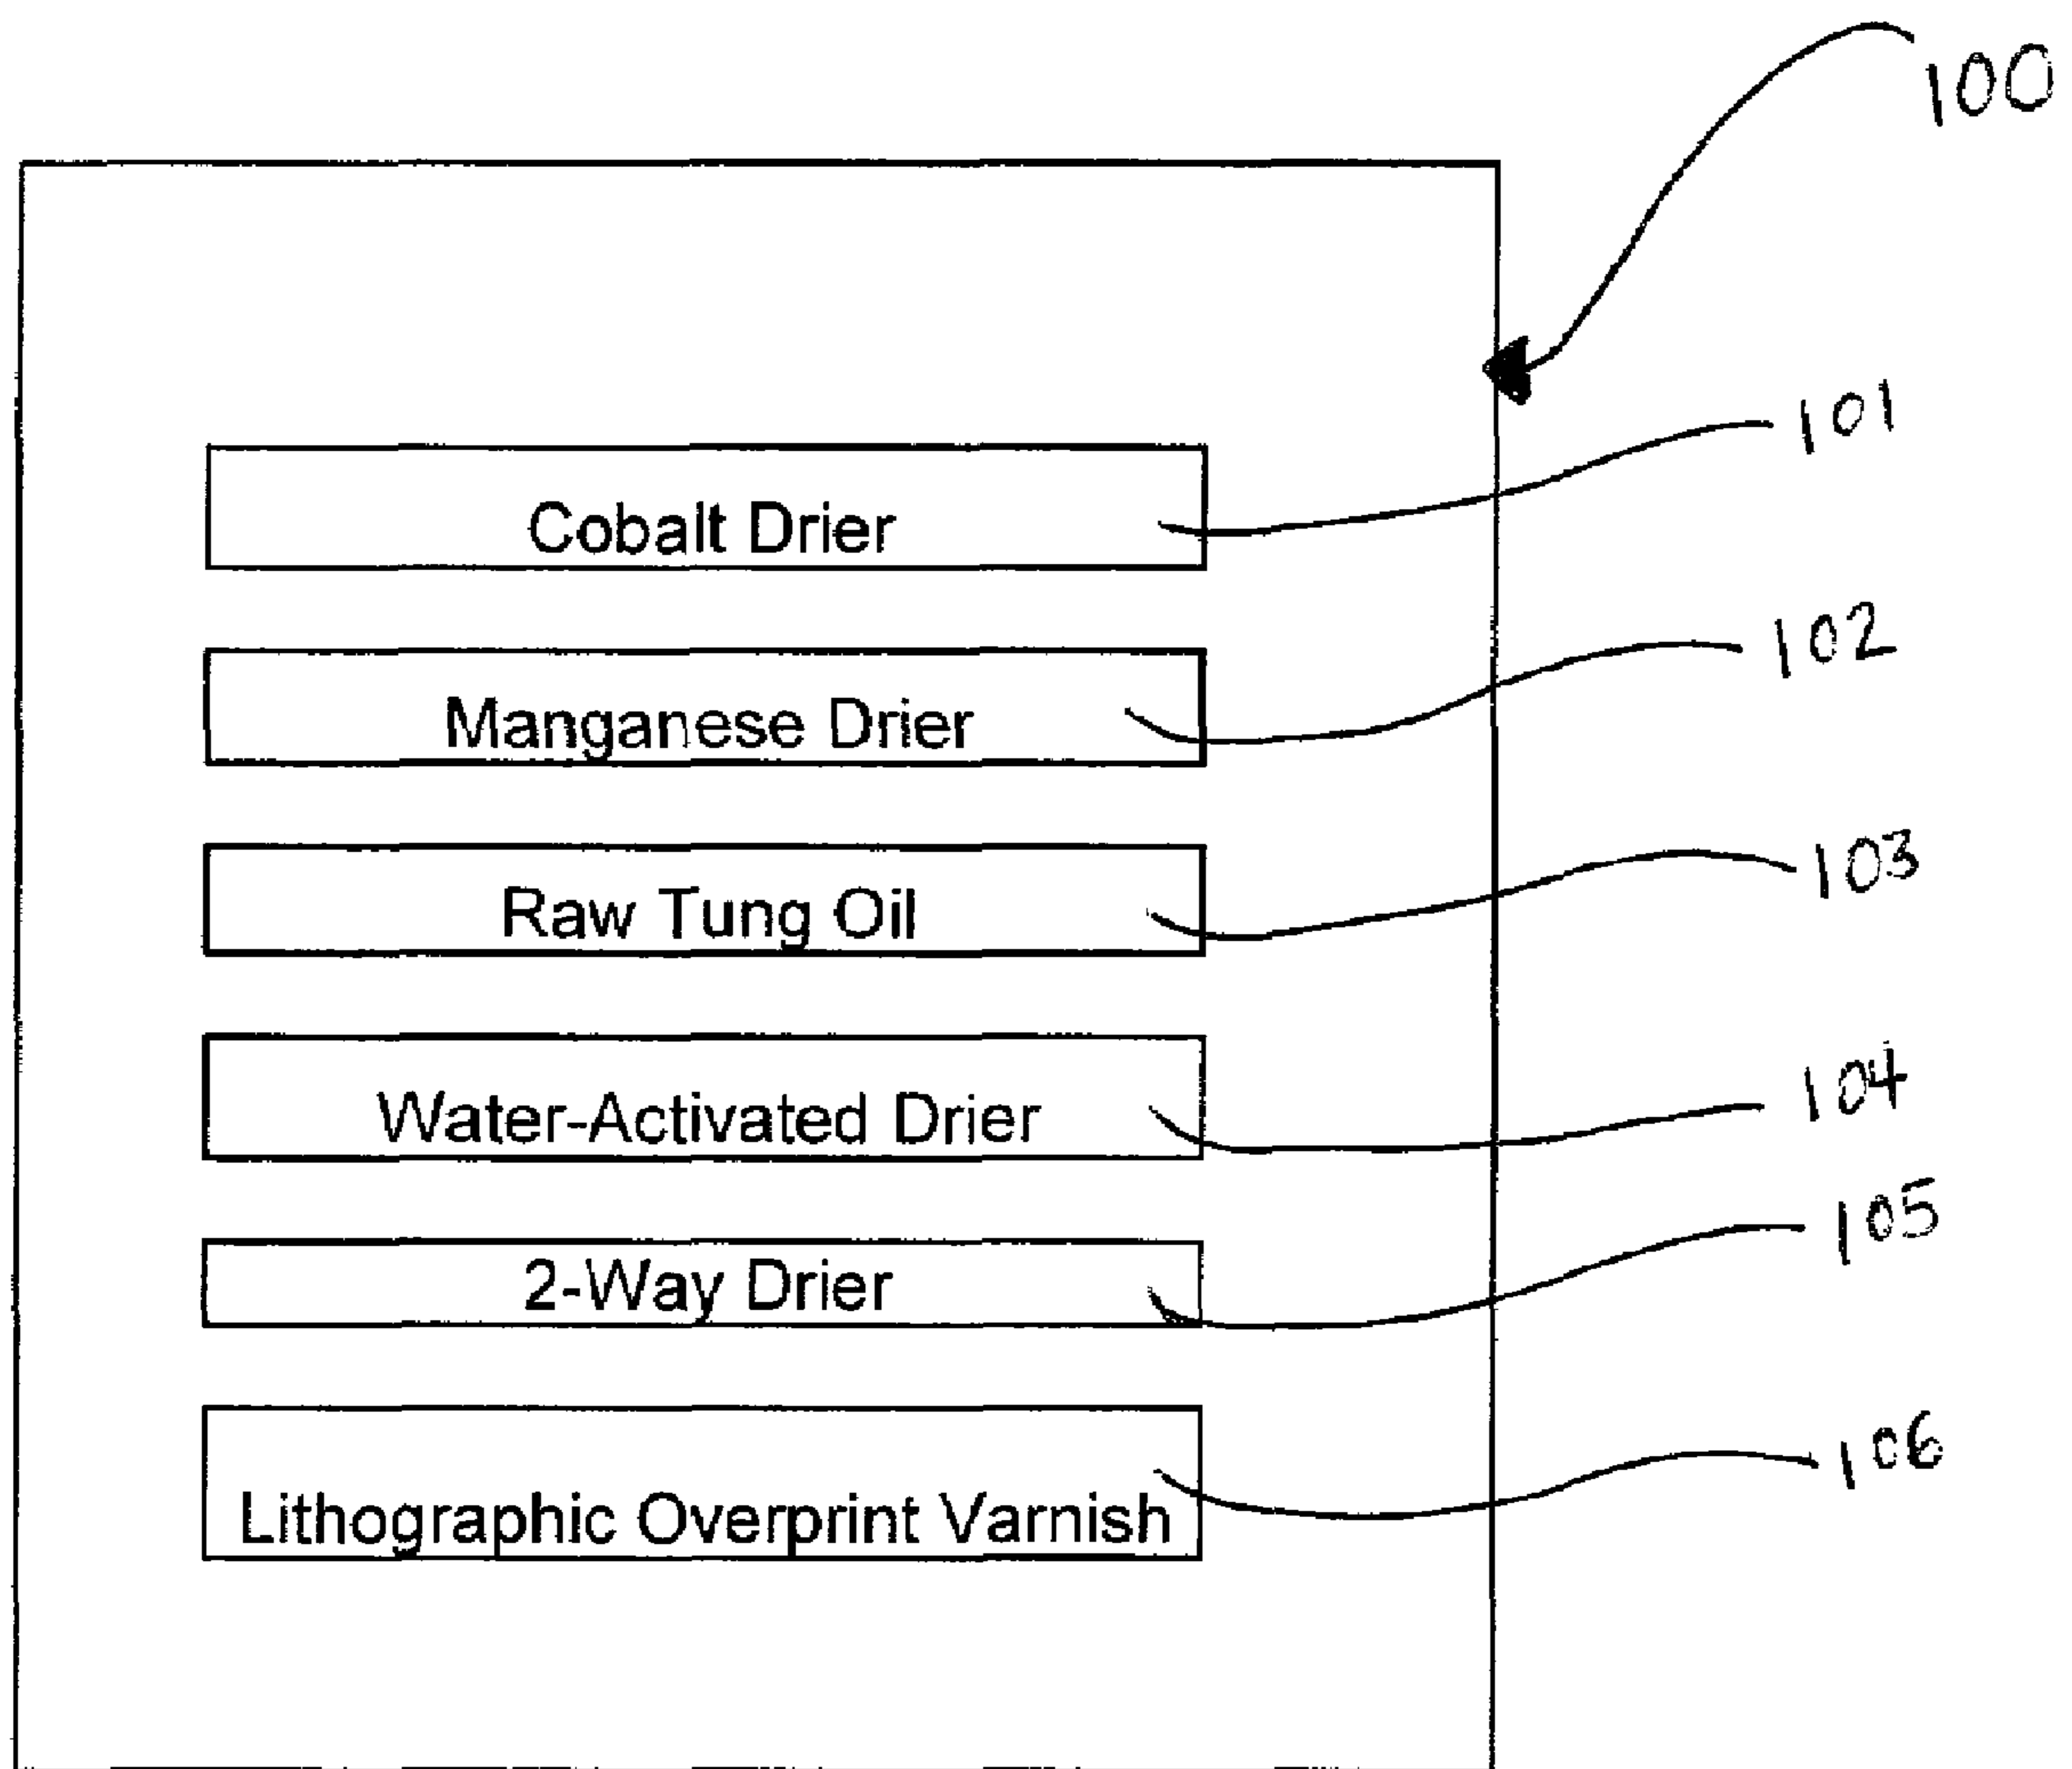 100
Cobalt Drier 101
Manganese Drier 102
Raw Tung Oil 103
Water-Activated Drier 104
2-Way Drier 105
Lithographic Overprint Varnish 106